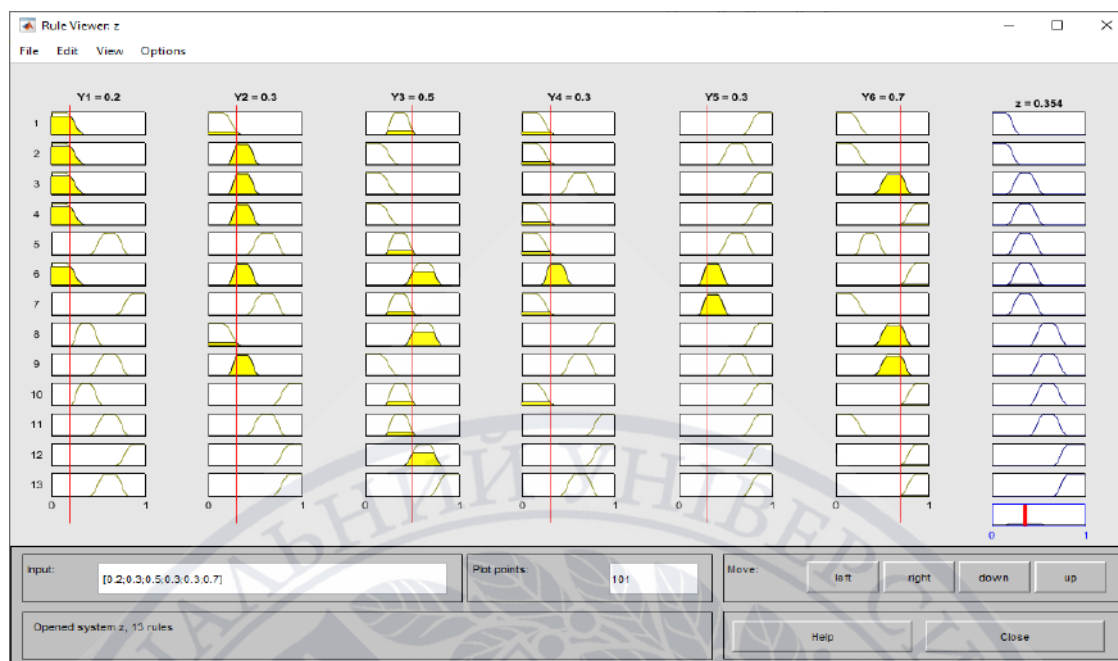 Rule Viewer: z
File Edit View Options
Y1 = 0.2 Y2 = 0.3 Y3 = 0.5 Y4 = 0.3 Y5 = 0.3 Y6 = 0.7 z = 0.354
1
2
3
4
5
6
7
8
9
10
11
12
13
0 1 0 1 0 1 0 1 0 1 0 1
0 1
Input: [0.2;0.3;0.5;0.3;0.3;0.7] Plot points: 101 Move: left right down up
Opened system z, 13 rules Help Close